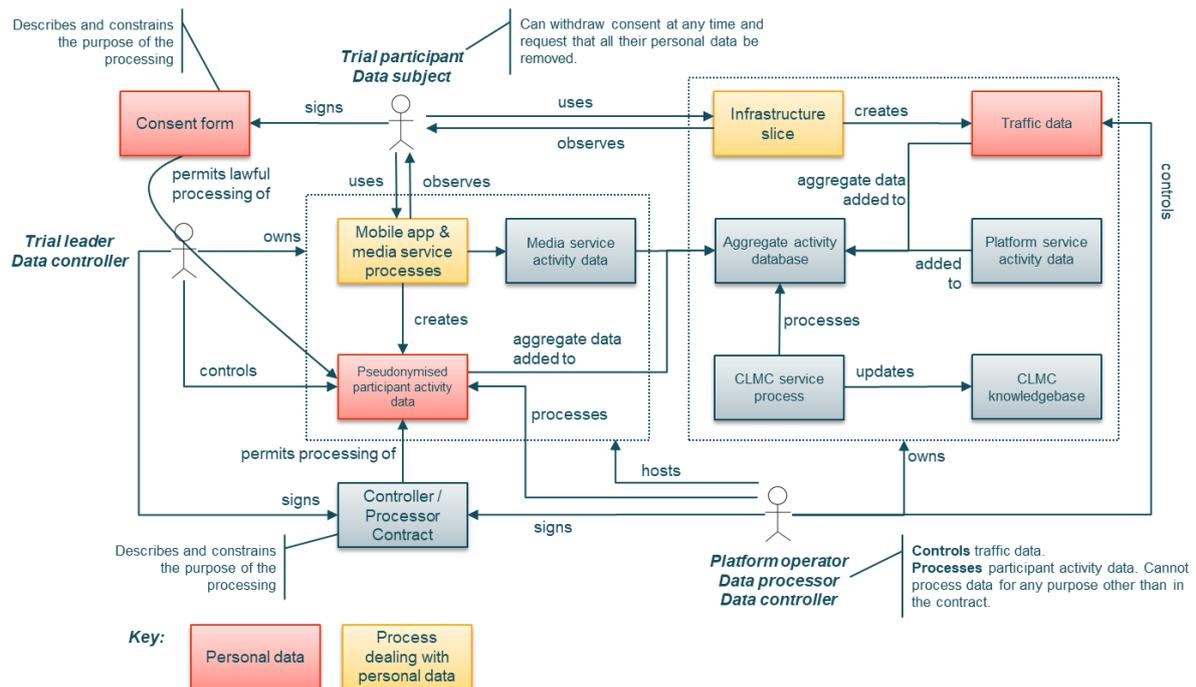 Describes and constrains
the purpose of the
processing
Can withdraw consent at any time and
request that all their personal data be
removed.
Trial participant
Data subject
Consent form
signs
uses
observes
Infrastructure
slice
creates
Traffic data
permits lawful
processing of
uses
observes
aggregate data
added to
controls
Trial leader
Data controller
owns
Mobile app &
media service
processes
Media service
activity data
Aggregate activity
database
Platform service
activity data
added
to
creates
processes
aggregate data
added to
controls
Pseudonymised
participant activity
data
CLMC service
process
updates
CLMC
knowledgebase
processes
permits processing of
hosts
owns
signs
Controller /
Processor
Contract
signs
Describes and constrains
the purpose of the
processing
Platform operator
Data processor
Data controller
Controls traffic data.
Processes participant activity data. Cannot
process data for any purpose other than in
the contract.
Key:
Personal data
Process
dealing with
personal data